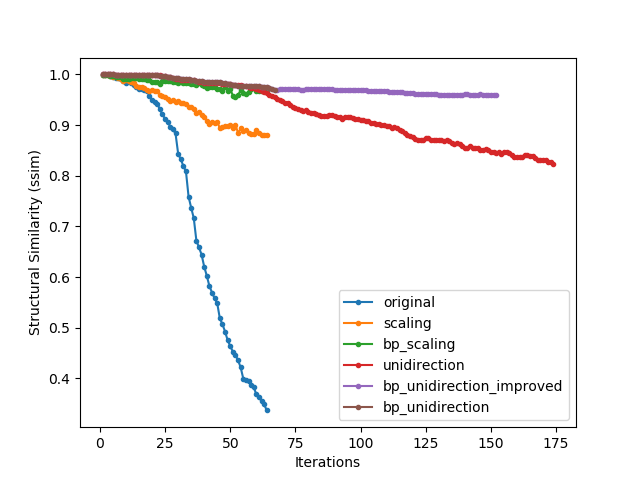 1.0
0.9
0.8
0.7
0.6
0.5
0.4
Structural Similarity (ssim)
original
scaling
bp_scaling
unidirection
bp_unidirection_improved
bp_unidirection
0 25 50 75 100 125 150 175
Iterations